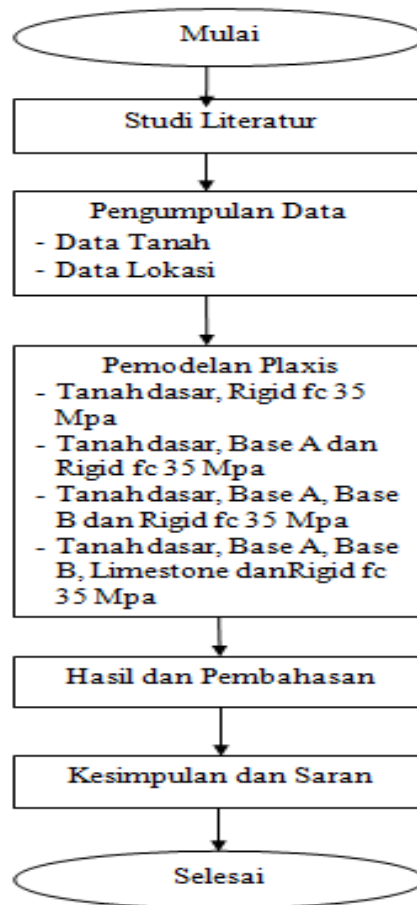 Mulai
Studi Literatur
Pengumpulan Data
- Data Tanah
- Data Lokasi
Pemodelan Plaxis
- Tanah dasar, Rigid fc 35
Mpa
- Tanah dasar, Base A dan
Rigid fc 35 Mpa
- Tanah dasar, Base A, Base
B dan Rigid fc 35 Mpa
- Tanah dasar, Base A, Base
B, Limestone danRigid fc
35 Mpa
Hasil dan Pembahasan
Kesimpulan dan Saran
Selesai